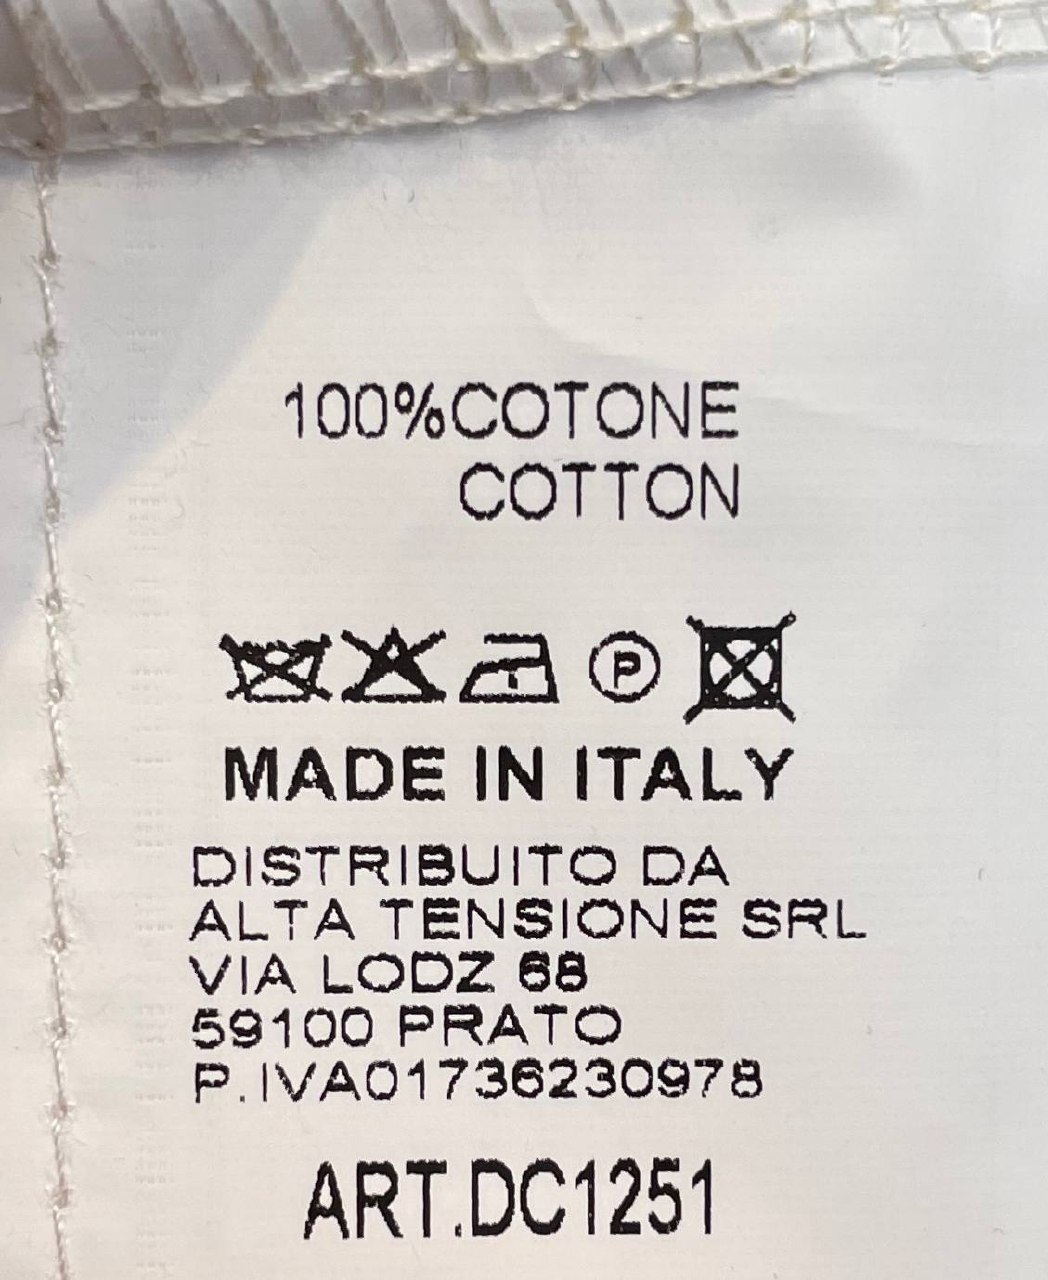 100%COTONE
COTTON
P
MADE IN ITALY
DISTRIBUITO DA
ALTA TENSIONE SRL
VIA LODZ 68
59100 PRATO
P.IVA01736230978
ART.DC1251